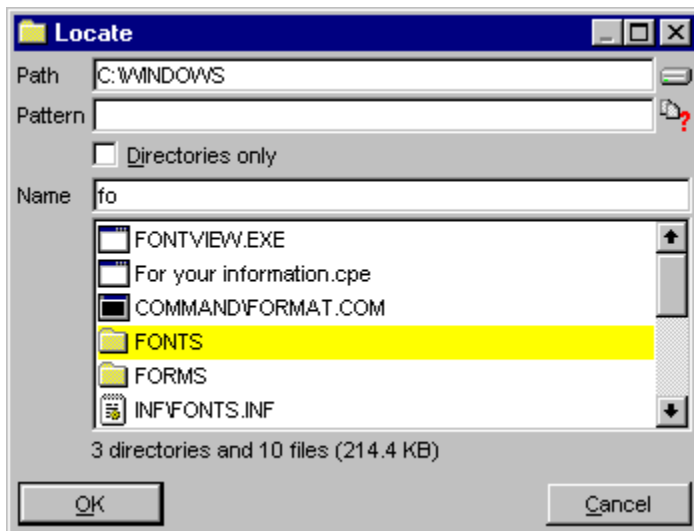 Locate
Path C:\WINDOWS
Pattern
Directories only
Name fo
FONTVIEW.EXE
For your information.cpe
COMMAND\FORMAT.COM
FONTS
FORMS
INF\FONTS.INF
3 directories and 10 files (214.4 KB)
OK Cancel